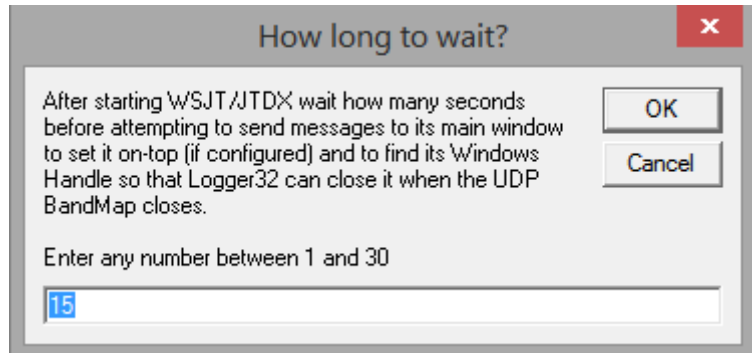 How long to wait?
x
After starting WSJT/JTDX wait how many seconds
before attempting to send messages to its main window
to set it on-top (if configured) and to find its Windows
Handle so that Logger32 can close it when the UDP
BandMap closes.
OK
Cancel
Enter any number between 1 and 30
15